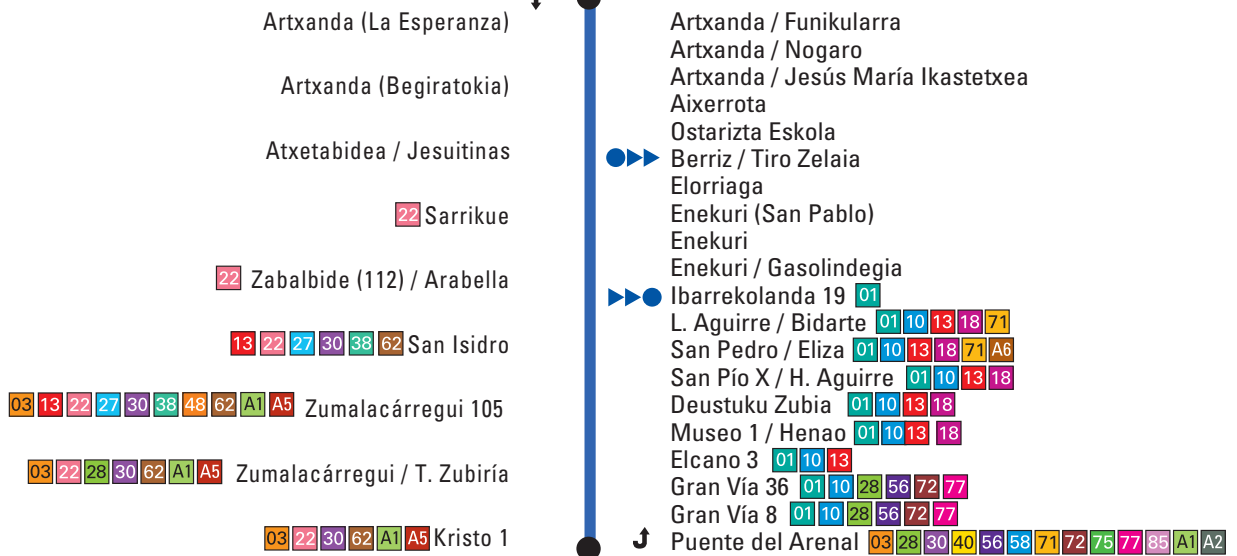 Artxanda (La Esperanza)
Artxanda (Begiratokia)
Atxetabidea / Jesuitinas
22 Sarrikue
22 Zabalbide (112) / Arabella
13 22 27 30 38 62 San Isidro
03 13 22 27 30 38 48 62 A1 A5 Zumalacárregui 105
03 22 28 30 62 A1 A5 Zumalacárregui / T. Zubiría
03 22 30 62 A1 A5 Kristo 1
Artxanda / Funikularra
Artxanda / Nogaro
Artxanda / Jesús María Ikastetxea
Aixerrota
Ostarizta Eskola
Berriz / Tiro Zelaia
Elorriaga
Enekuri (San Pablo)
Enekuri
Enekuri / Gasolindegia
Ibarrekolanda 19 01
L. Aguirre / Bidarte 01 10 13 18 71
San Pedro / Eliza 01 10 13 18 71 A6
San Pío X / H. Aguirre 01 10 13 18
Deustuku Zubia 01 10 13 18
Museo 1 / Henao 01 10 13 18
Elcano 3 01 10 13
Gran Vía 36 01 10 28 56 72 77
Gran Vía 8 01 10 28 56 72 77
Puente del Arenal 03 28 30 40 56 58 71 72 75 77 85 A1 A2